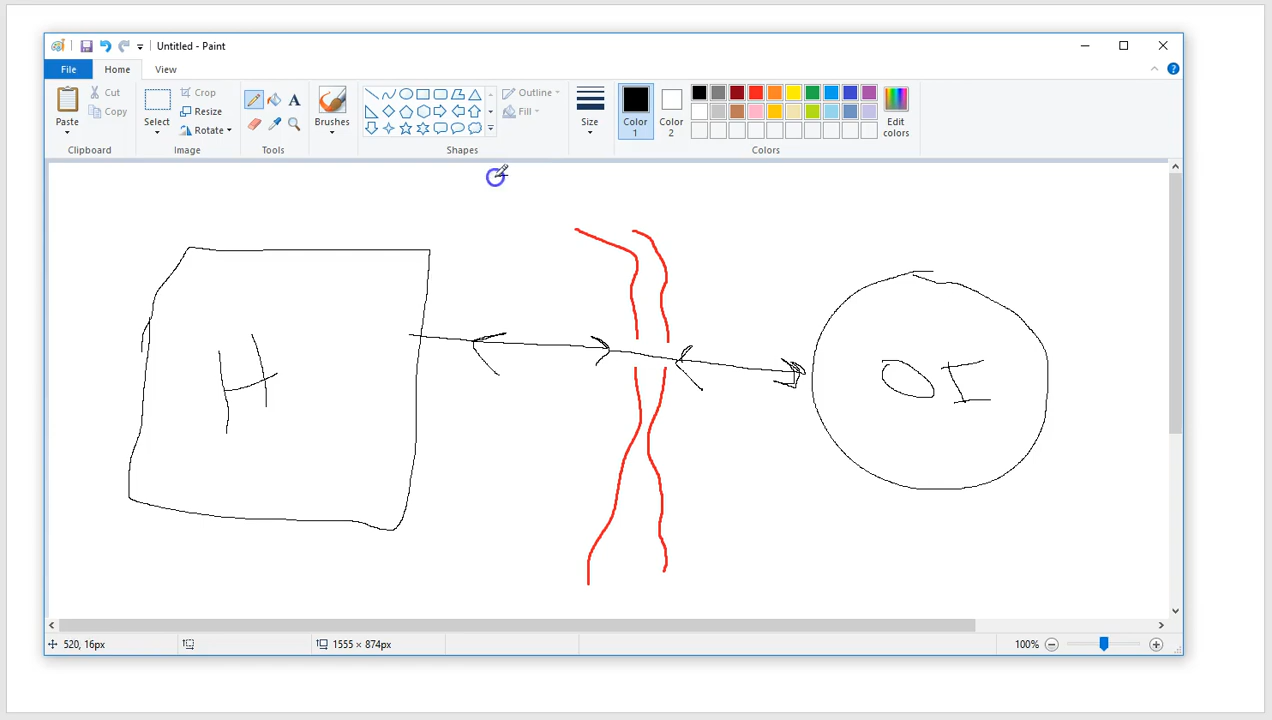 Untitled - Paint
File
Home
View
Paste
Cut
Copy
Clipboard
Select
Crop
Resize
Rotate
Image
Tools
Brushes
Shapes
Outline
Fill
Size
Color
1
Color
2
Edit
colors
Colors
H
OI
520, 16px
1555 × 874px
100%